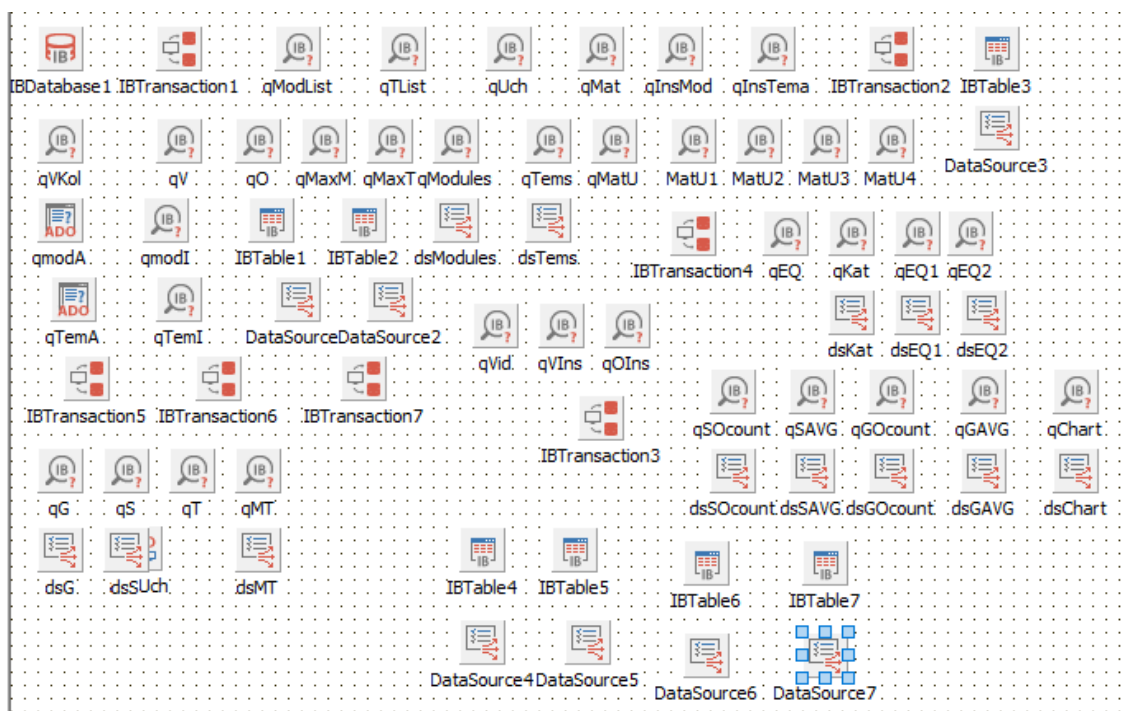 IBDatabase1 IBTransaction1 qModList qTList qUch qMat qInsMod qInsTema IBTransaction2 IBTable3
qVKol qV qO qMaxM qMaxT qModules qTems qMatU MatU1 MatU2 MatU3 MatU4 DataSource3
ADO
qmodA qmodI IBTable1 IBTable2 dsModules dsTems IBTransaction4 qEQ qKat qEQ1 qEQ2
ADO
qTemA qTemI DataSource DataSource2 qVid qVIns qOIns dsKat dsEQ1 dsEQ2
IBTransaction5 IBTransaction6 IBTransaction7 IBTransaction3 qSOcount qSAVG qGOcount qGAVG qChart
qG qS qT qMT dsSOcount dsSAVG dsGOcount dsGAVG dsChart
dsG dsSUch dsMT IBTable4 IBTable5 IBTable6 IBTable7
DataSource4 DataSource5 DataSource6 DataSource7